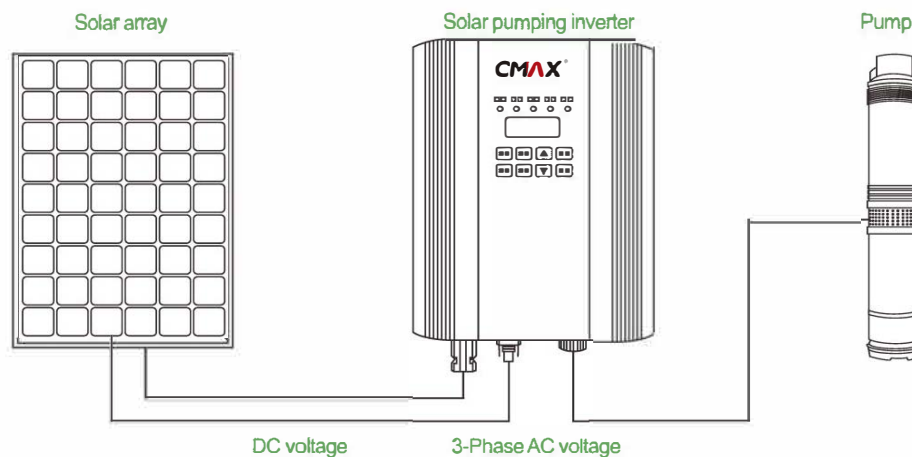 Solar array
Solar pumping inverter
Pump
CMAX®
DC voltage
3-Phase AC voltage